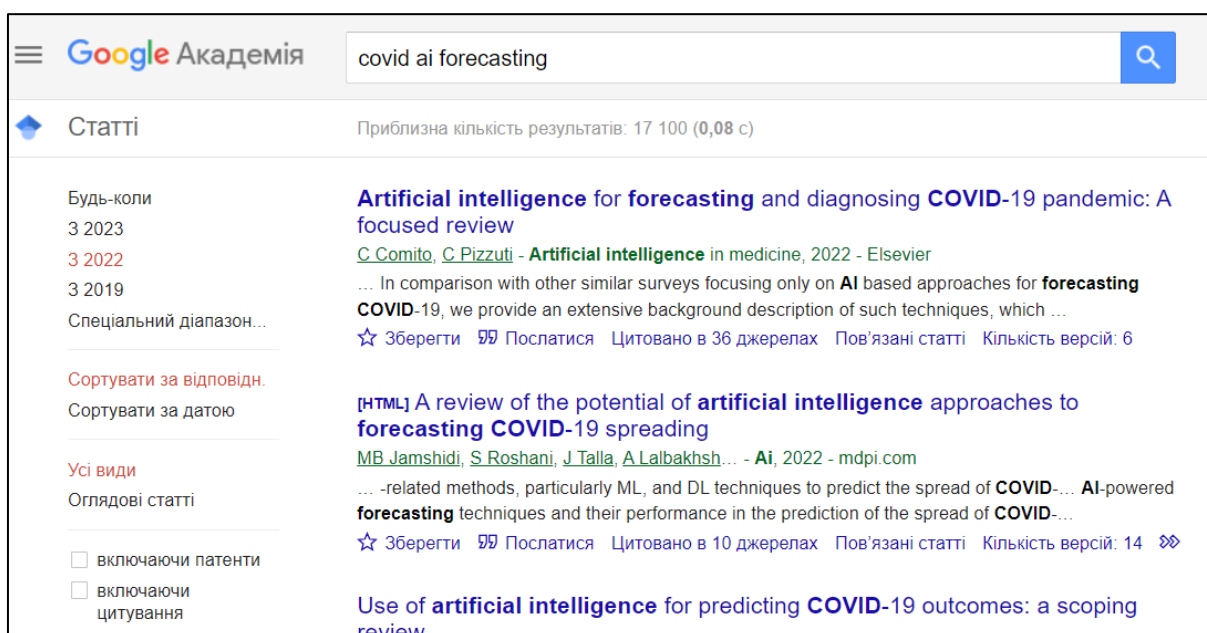 Google Академія
covid ai forecasting
Статті
Приблизна кількість результатів: 17 100 (0,08 с)
Будь-коли
З 2023
З 2022
З 2019
Спеціальний діапазон...
Сортувати за відповідн.
Сортувати за датою
Усі види
Оглядові статті
включаючи патенти
включаючи
цитування
Artificial intelligence for forecasting and diagnosing COVID-19 pandemic: A
focused review
C Comito, C Pizzuti - Artificial intelligence in medicine, 2022 - Elsevier
… In comparison with other similar surveys focusing only on AI based approaches for forecasting
COVID-19, we provide an extensive background description of such techniques, which …
Зберегти Послатися Цитовано в 36 джерелах Пов'язані статті Кількість версій: 6
[HTML] A review of the potential of artificial intelligence approaches to
forecasting COVID-19 spreading
MB Jamshidi, S Roshani, J Talla, A Lalbakhsh… - Ai, 2022 - mdpi.com
… -related methods, particularly ML, and DL techniques to predict the spread of COVID-… AI-powered
forecasting techniques and their performance in the prediction of the spread of COVID-…
Зберегти Послатися Цитовано в 10 джерелах Пов'язані статті Кількість версій: 14
Use of artificial intelligence for predicting COVID-19 outcomes: a scoping
review